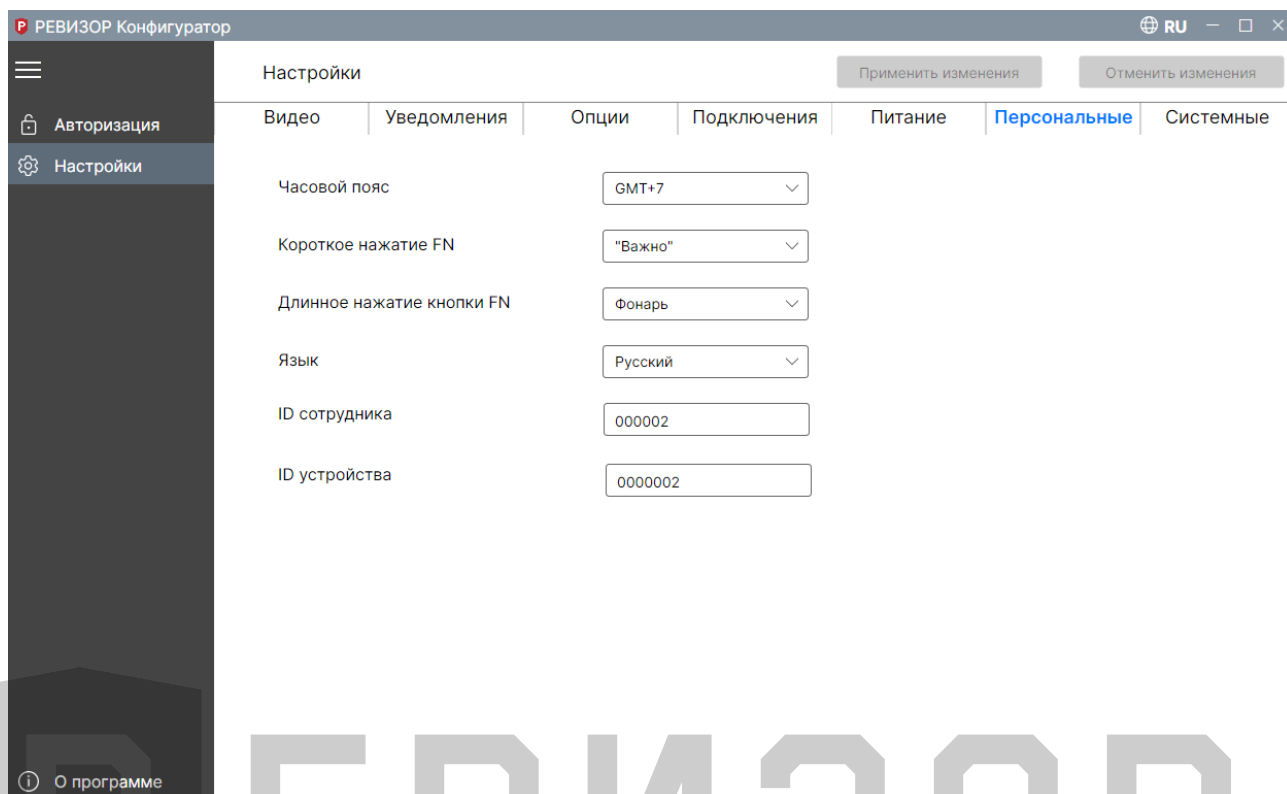 РЕВИЗОР Конфигуратор RU
Настройки Применить изменения Отменить изменения
Авторизация
Настройки
Видео Уведомления Опции Подключения Питание Персональные Системные
Часовой пояс GMT+7
Короткое нажатие FN "Важно"
Длинное нажатие кнопки FN Фонарь
Язык Русский
ID сотрудника 000002
ID устройства 0000002
О программе
РЕВИЗОР